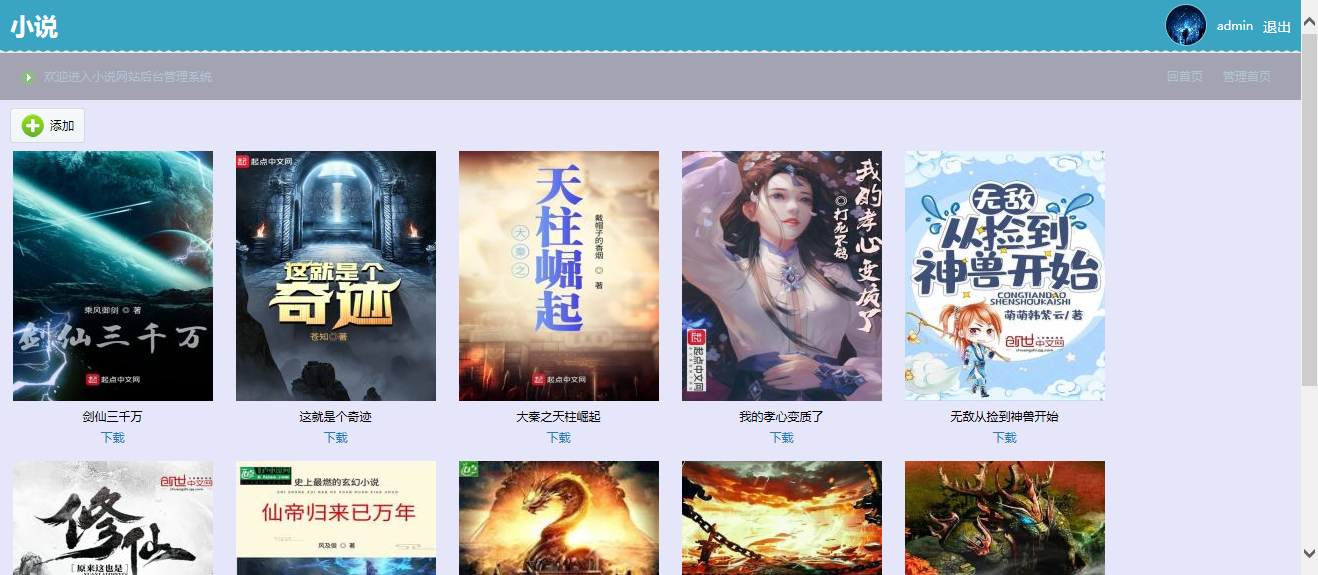 小说
admin 退出
欢迎进入小说网站后台管理系统
回首页 管理首页
添加
乘风御剑 ◎ 著
剑仙三千万
起点中文网
剑仙三千万
下载
起点中文网
这就是个
奇迹
苍知◎著
这就是个奇迹
下载
大秦之
天柱崛起
戴帽子的香烟 ◎ 著
起点中文网
大秦之天柱崛起
下载
我的孝心变质了
◎打死不鸽
起点中文网
我的孝心变质了
下载
无敌
从捡到
神兽开始
CONGTIANDAO
SHENSHOUKAISHI
萌萌韩紫云/著
创世中文网
chuangshi.qq.com
无敌从捡到神兽开始
下载
创世中文网
chuangshi.qq.com
修仙
[原来这也是
史上最燃的玄幻小说
仙帝归来已万年
风及俊 ◎ 著